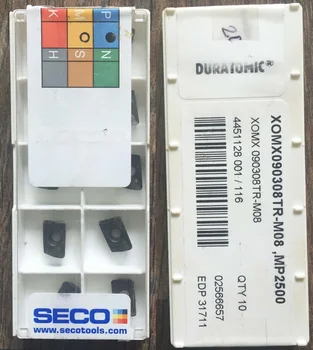 P
M
K
N
S
H
SECO
www.secotools.com
20
DURATOMIC®
XOMX090308TR-M08 ,MP2500
XOMX 090308TR-M08
QTY 10
4451128 001 / 116
02566657
EDP 31711